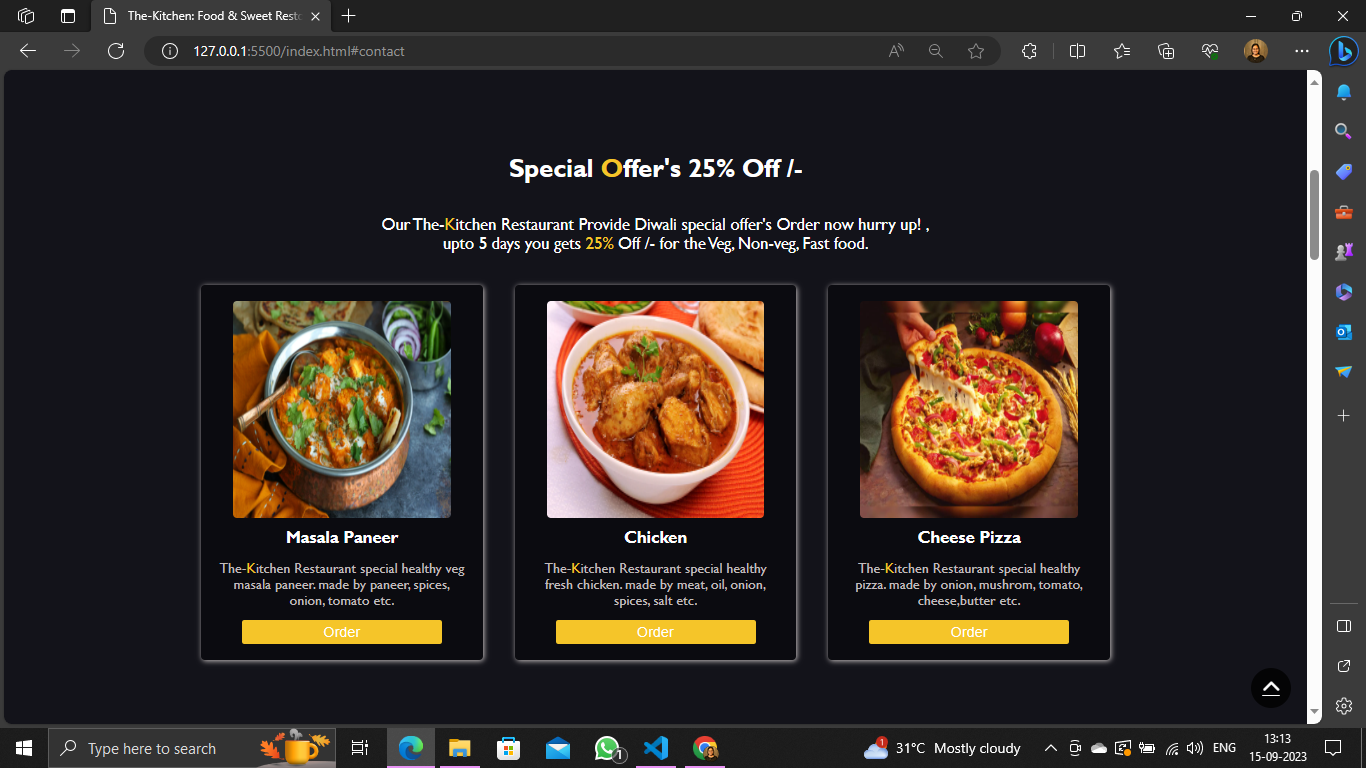 The-Kitchen: Food & Sweet Resto
127.0.0.1:5500/index.html#contact
Special Offer's 25% Off /-
Our The-Kitchen Restaurant Provide Diwali special offer's Order now hurry up! ,
upto 5 days you gets 25% Off /- for the Veg, Non-veg, Fast food.
Masala Paneer
The-Kitchen Restaurant special healthy veg
masala paneer. made by paneer, spices,
onion, tomato etc.
Order
Chicken
The-Kitchen Restaurant special healthy
fresh chicken. made by meat, oil, onion,
spices, salt etc.
Order
Cheese Pizza
The-Kitchen Restaurant special healthy
pizza. made by onion, mushrom, tomato,
cheese,butter etc.
Order
Type here to search
1
1
31°C Mostly cloudy
ENG
13:13
15-09-2023